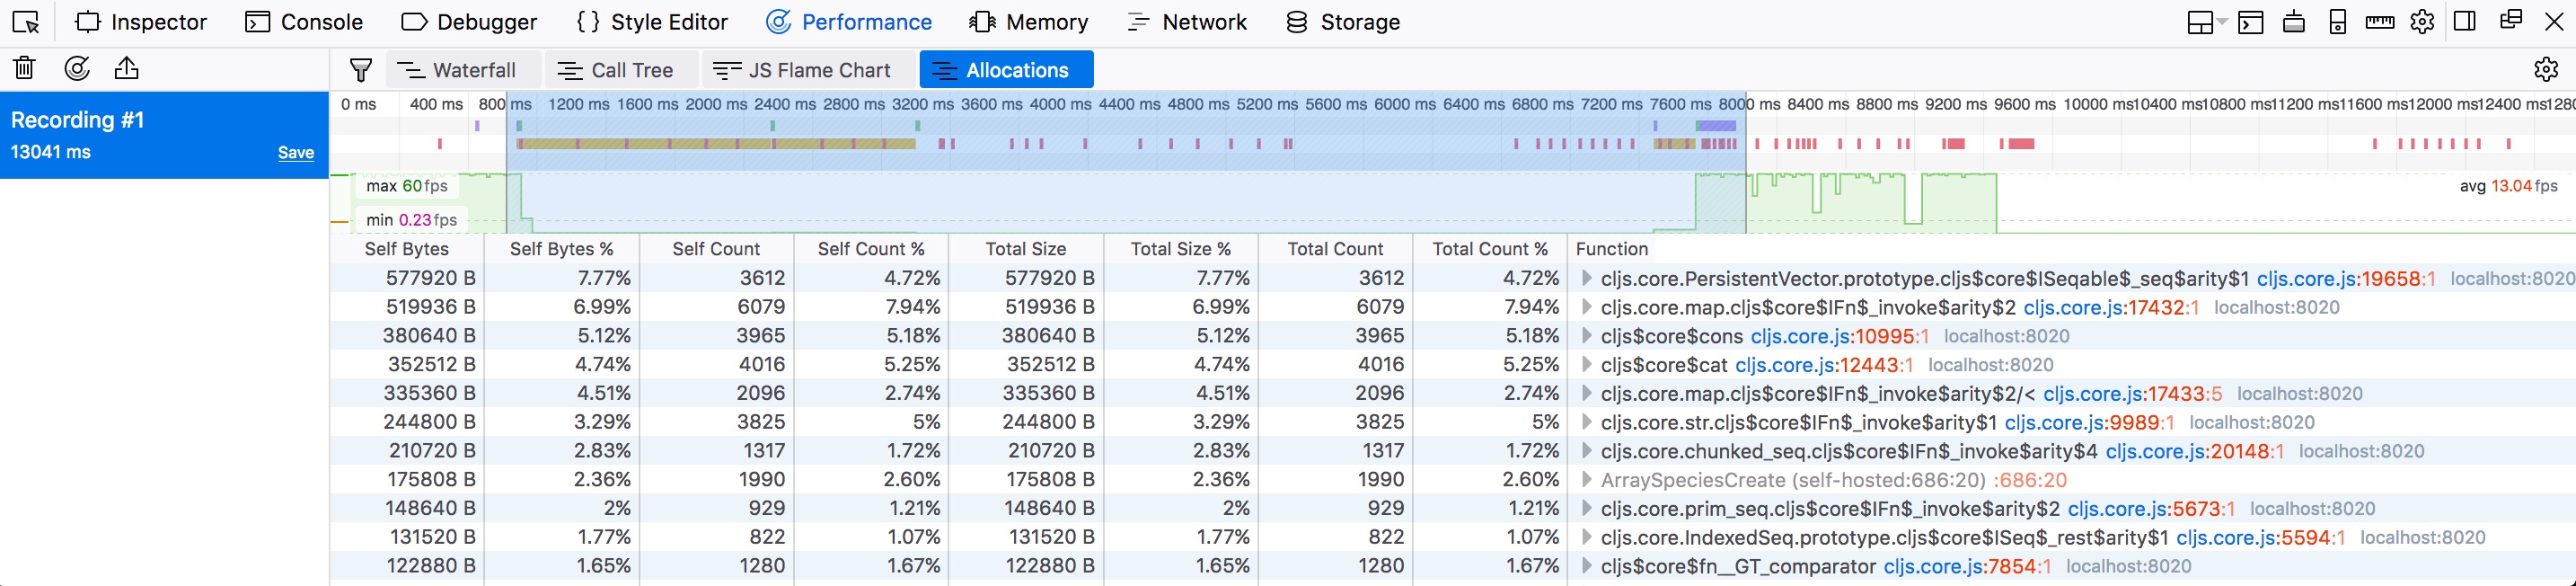 Inspector Console Debugger { } Style Editor Performance Memory Network Storage
Waterfall Call Tree JS Flame Chart Allocations
Recording #1
13041 ms Save
0 ms 400 ms 800 ms 1200 ms 1600 ms 2000 ms 2400 ms 2800 ms 3200 ms 3600 ms 4000 ms 4400 ms 4800 ms 5200 ms 5600 ms 6000 ms 6400 ms 6800 ms 7200 ms 7600 ms 8000 ms 8400 ms 8800 ms 9200 ms 9600 ms 10000 ms 10400 ms 10800 ms 11200 ms 11600 ms 12000 ms 12400 ms 1280
max 60 fps
avg 13.04 fps
min 0.23 fps
Self Bytes Self Bytes % Self Count Self Count % Total Size Total Size % Total Count Total Count % Function
577920 B 7.77% 3612 4.72% 577920 B 7.77% 3612 4.72% cljs.core.PersistentVector.prototype.cljs$core$ISeqable$_seq$arity$1 cljs.core.js:19658:1 localhost:8020
519936 B 6.99% 6079 7.94% 519936 B 6.99% 6079 7.94% cljs.core.map.cljs$core$IFn$_invoke$arity$2 cljs.core.js:17432:1 localhost:8020
380640 B 5.12% 3965 5.18% 380640 B 5.12% 3965 5.18% cljs$core$cons cljs.core.js:10995:1 localhost:8020
352512 B 4.74% 4016 5.25% 352512 B 4.74% 4016 5.25% cljs$core$cat cljs.core.js:12443:1 localhost:8020
335360 B 4.51% 2096 2.74% 335360 B 4.51% 2096 2.74% cljs.core.map.cljs$core$IFn$_invoke$arity$2/< cljs.core.js:17433:5 localhost:8020
244800 B 3.29% 3825 5% 244800 B 3.29% 3825 5% cljs.core.str.cljs$core$IFn$_invoke$arity$1 cljs.core.js:9989:1 localhost:8020
210720 B 2.83% 1317 1.72% 210720 B 2.83% 1317 1.72% cljs.core.chunked_seq.cljs$core$IFn$_invoke$arity$4 cljs.core.js:20148:1 localhost:8020
175808 B 2.36% 1990 2.60% 175808 B 2.36% 1990 2.60% ArraySpeciesCreate (self-hosted:686:20) :686:20
148640 B 2% 929 1.21% 148640 B 2% 929 1.21% cljs.core.prim_seq.cljs$core$IFn$_invoke$arity$2 cljs.core.js:5673:1 localhost:8020
131520 B 1.77% 822 1.07% 131520 B 1.77% 822 1.07% cljs.core.IndexedSeq.prototype.cljs$core$ISeq$_rest$arity$1 cljs.core.js:5594:1 localhost:8020
122880 B 1.65% 1280 1.67% 122880 B 1.65% 1280 1.67% cljs$core$fn__GT_comparator cljs.core.js:7854:1 localhost:8020